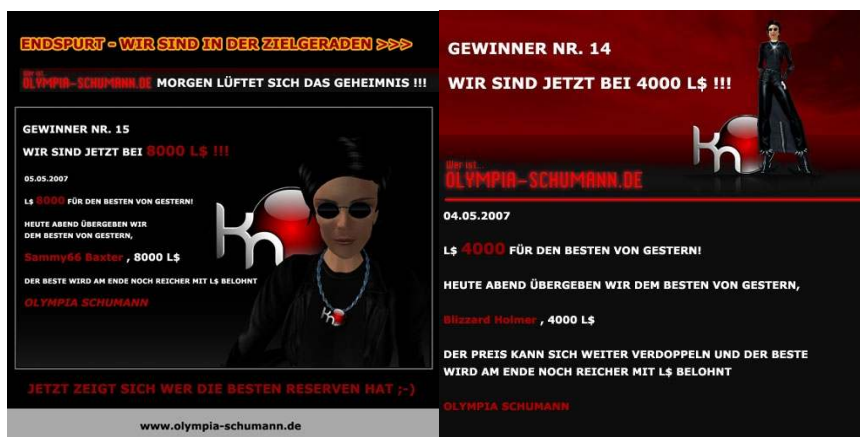 ENDSPURT - WIR SIND IN DER ZIELGERADEN >>>
Wer ist...
OLYMPIA-SCHUMANN.DE MORGEN LÜFTET SICH DAS GEHEIMNIS !!!
GEWINNER NR. 15
WIR SIND JETZT BEI 8000 L$ !!!
05.05.2007
L$ 8000 FÜR DEN BESTEN VON GESTERN!
HEUTE ABEND ÜBERGEBEN WIR
DEM BESTEN VON GESTERN,
Sammy66 Baxter , 8000 L$
DER BESTE WIRD AM ENDE NOCH REICHER MIT L$ BELOHNT
OLYMPIA SCHUMANN
kn
JETZT ZEIGT SICH WER DIE BESTEN RESERVEN HAT ;-)
www.olympia-schumann.de
GEWINNER NR. 14
WIR SIND JETZT BEI 4000 L$ !!!
kn
Wer ist...
OLYMPIA-SCHUMANN.DE
04.05.2007
L$ 4000 FÜR DEN BESTEN VON GESTERN!
HEUTE ABEND ÜBERGEBEN WIR DEM BESTEN VON GESTERN,
Blizzard Holmer , 4000 L$
DER PREIS KANN SICH WEITER VERDOPPELN UND DER BESTE
WIRD AM ENDE NOCH REICHER MIT L$ BELOHNT
OLYMPIA SCHUMANN